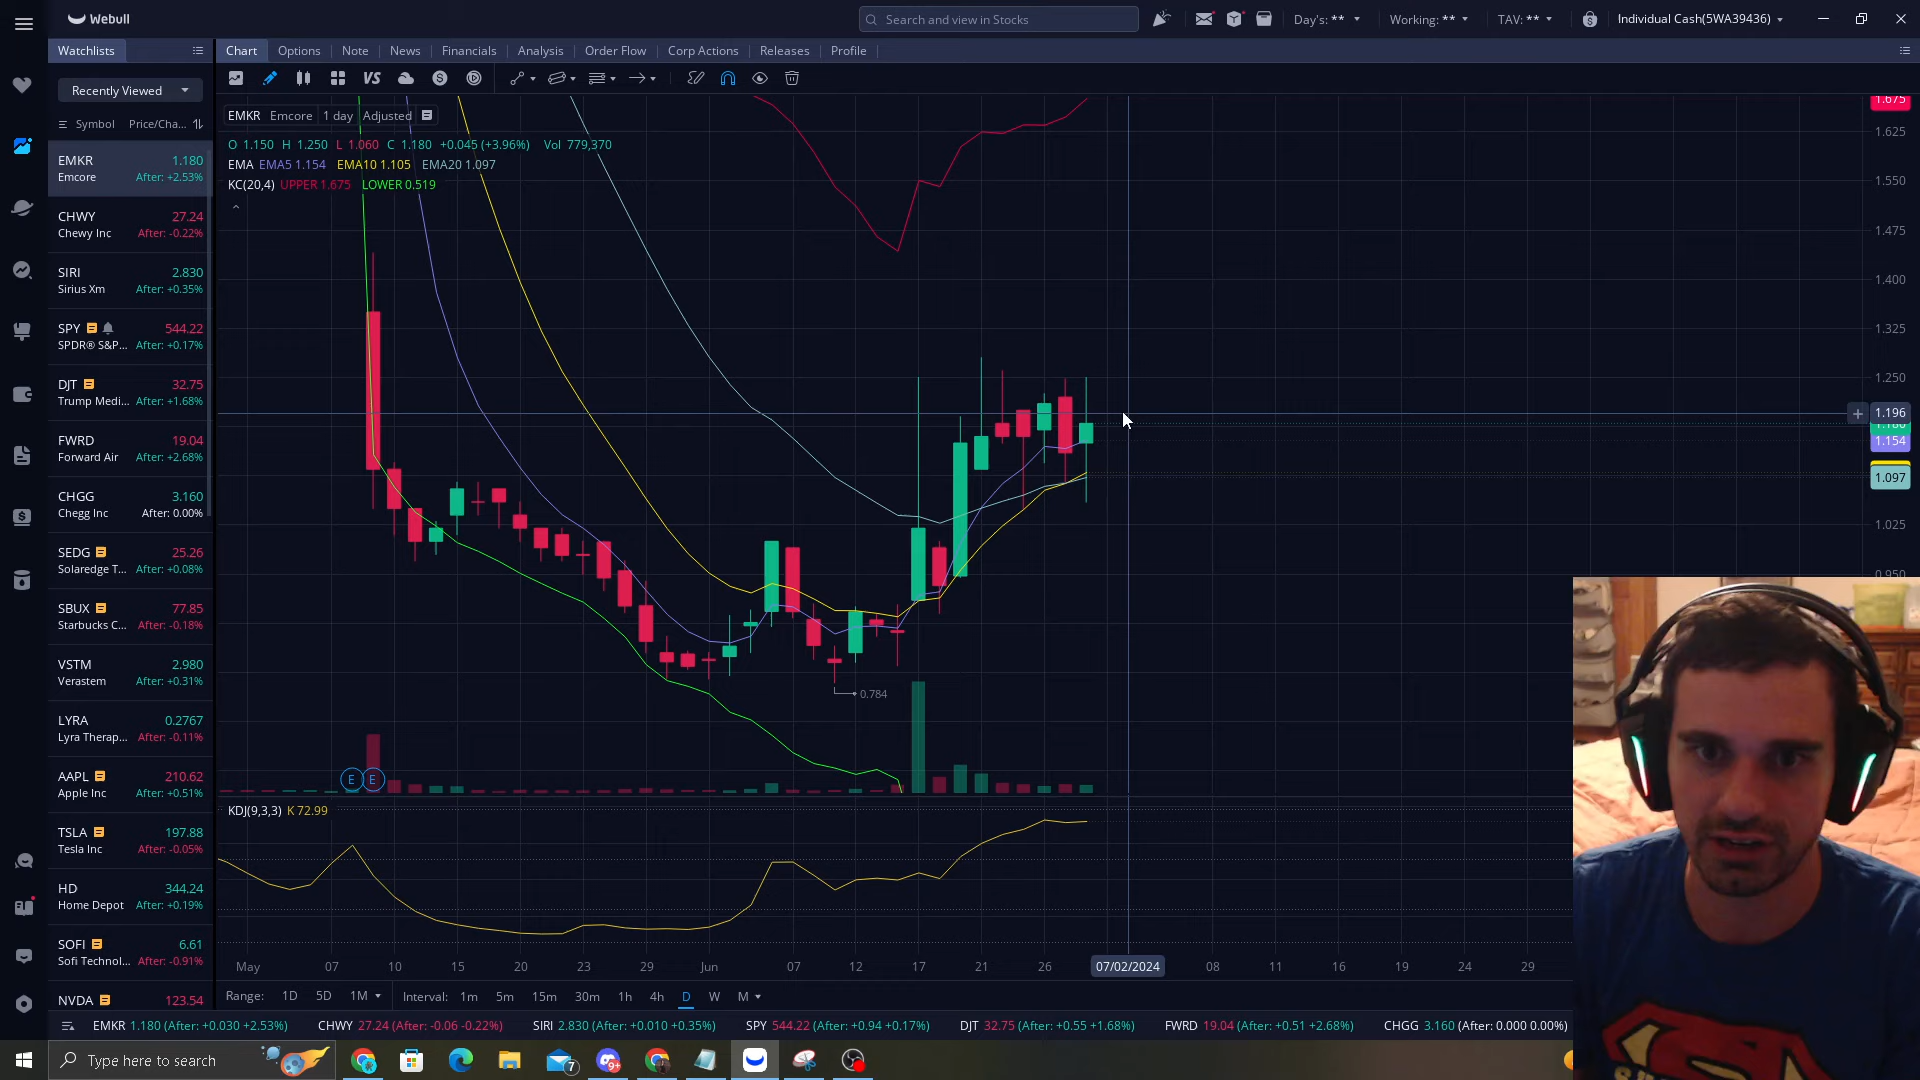 Webull
Search and view in Stocks
Day's: **
Working: **
TAV: **
Individual Cash(5WA39436)
Watchlists
Chart
Options
Note
News
Financials
Analysis
Order Flow
Corp Actions
Releases
Profile
Recently Viewed
VS
Symbol Price/Cha...
EMKR 1.180
Emcore After: +2.53%
CHWY 27.24
Chewy Inc After: -0.22%
SIRI 2.830
Sirius Xm After: +0.35%
SPY 544.22
SPDR® S&P... After: +0.17%
DJT 32.75
Trump Medi... After: +1.68%
FWRD 19.04
Forward Air After: +2.68%
CHGG 3.160
Chegg Inc After: 0.00%
SEDG 25.26
Solaredge T... After: +0.08%
SBUX 77.85
Starbucks C... After: -0.18%
VSTM 2.980
Verastem After: +0.31%
LYRA 0.2767
Lyra Therap... After: -0.11%
AAPL 210.62
Apple Inc After: +0.51%
TSLA 197.88
Tesla Inc After: -0.05%
HD 344.24
Home Depot After: +0.19%
SOFI 6.61
Sofi Technol... After: -0.91%
NVDA 123.54
EMKR Emcore 1 day Adjusted
O 1.150 H 1.250 L 1.060 C 1.180 +0.045 (+3.96%) Vol 779,370
EMA EMA5 1.154 EMA10 1.105 EMA20 1.097
KC(20,4) UPPER 1.675 LOWER 0.519
1.675
1.625
1.550
1.475
1.400
1.325
1.250
1.196
1.154
1.097
1.025
0.950
0.784
E E
KDJ(9,3,3) K 72.99
May 07 10 15 20 23 29 Jun 07 12 17 21 26 07/02/2024 08 11 16 19 24 29
Range: 1D 5D 1M Interval: 1m 5m 15m 30m 1h 4h D W M
EMKR 1.180 (After: +0.030 +2.53%) CHWY 27.24 (After: -0.06 -0.22%) SIRI 2.830 (After: +0.010 +0.35%) SPY 544.22 (After: +0.94 +0.17%) DJT 32.75 (After: +0.55 +1.68%) FWRD 19.04 (After: +0.51 +2.68%) CHGG 3.160 (After: 0.000 0.00%)
Type here to search
7
9+